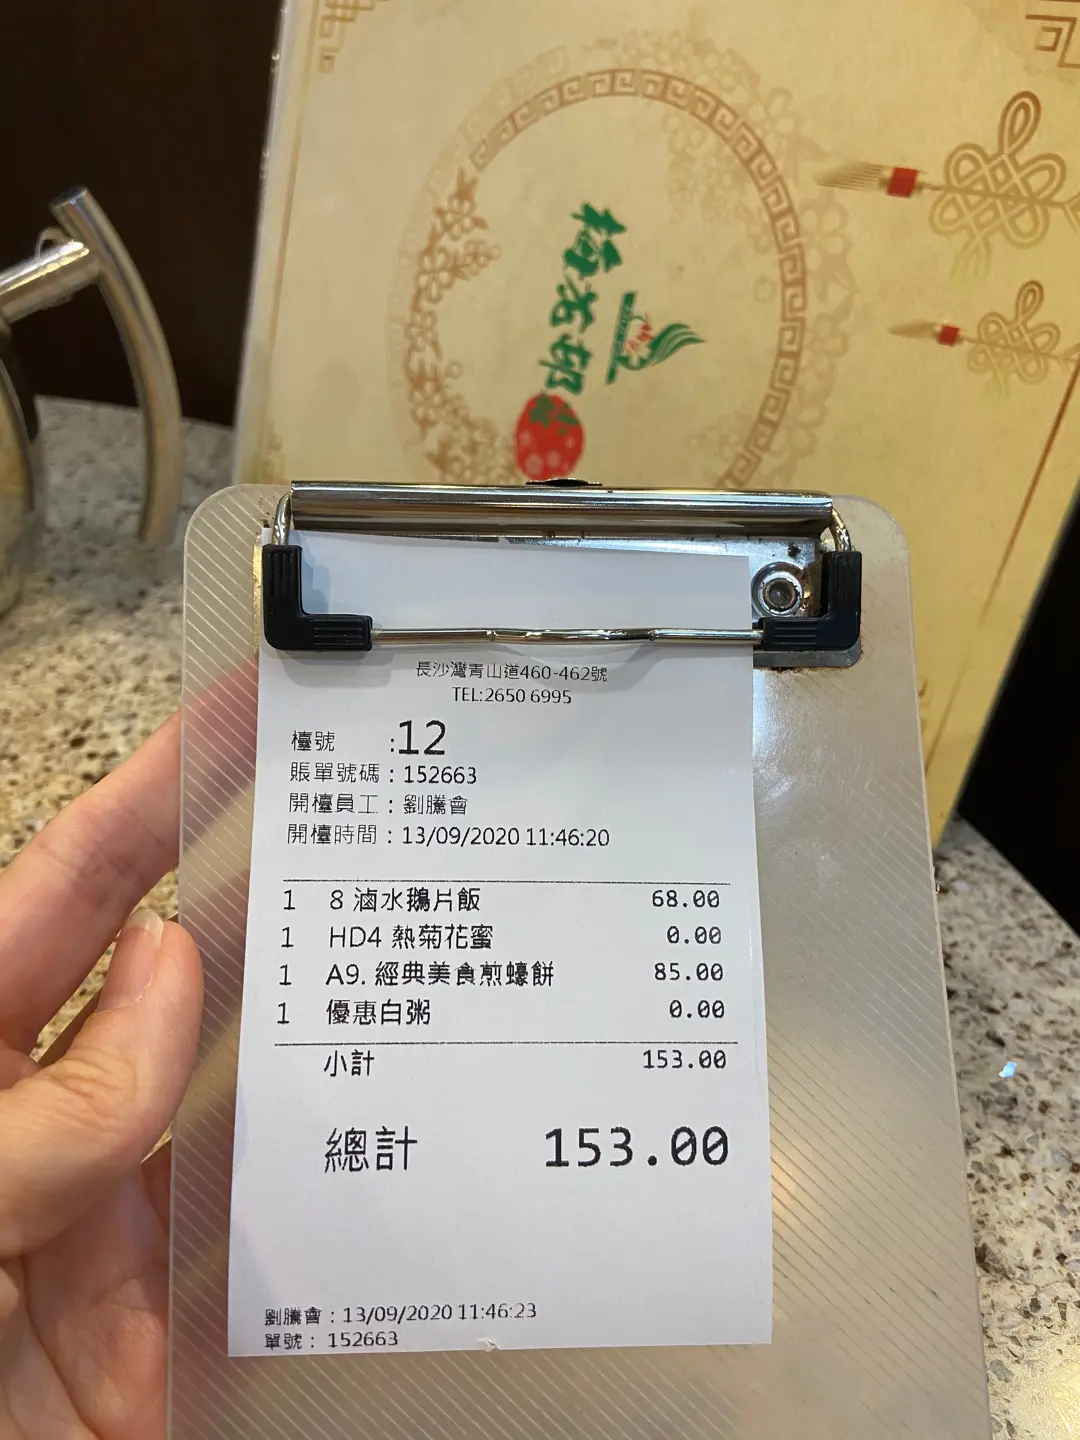 長沙灣青山道460-462號
TEL:2650 6995
檯號 :12
賬單號碼 : 152663
開檯員工 : 劉騰會
開檯時間 : 13/09/2020 11:46:20
1 8 滷水鵝片飯 68.00
1 HD4 熱菊花蜜 0.00
1 A9. 經典美食煎蠔餅 85.00
1 優惠白粥 0.00
小計 153.00
總計 153.00
劉騰會 : 13/09/2020 11:46:23
單號 : 152663